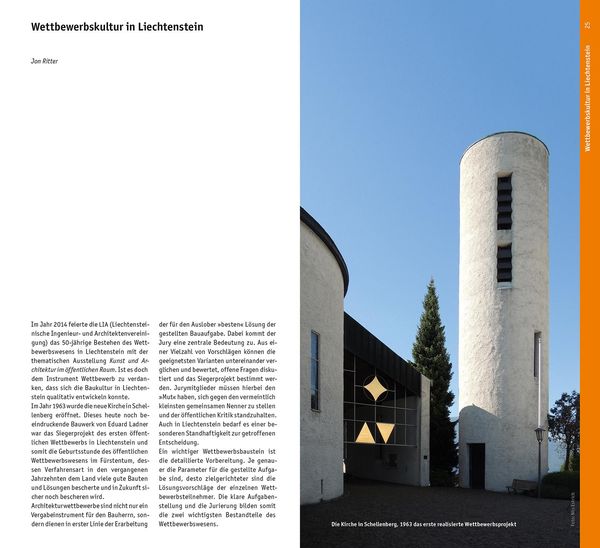 Wettbewerbskultur in Liechtenstein
Jon Ritter
Im Jahr 2014 feierte die LIA (Liechtenstei-
nische Ingenieur- und Architektenvereini-
gung) das 50-jährige Bestehen des Wett-
bewerbswesens in Liechtenstein mit der
thematischen Ausstellung Kunst und Ar-
chitektur im öffentlichen Raum. Ist es doch
dem Instrument Wettbewerb zu verdan-
ken, dass sich die Baukultur in Liechten-
stein qualitativ entwickeln konnte.
Im Jahr 1963 wurde die neue Kirche in Schel-
lenberg eröffnet. Dieses heute noch be-
eindruckende Bauwerk von Eduard Ladner
war das Siegerprojekt des ersten öffent-
lichen Wettbewerbs in Liechtenstein und
somit die Geburtsstunde des öffentlichen
Wettbewerbswesens im Fürstentum, des-
sen Verfahrensart in den vergangenen
Jahrzehnten dem Land viele gute Bauten
und Lösungen bescherte und in Zukunft si-
cher noch bescheren wird.
Architekturwettbewerbe sind nicht nur ein
Vergabeinstrument für den Bauherrn, son-
dern dienen in erster Linie der Erarbeitung
der für den Auslober »besten« Lösung der
gestellten Bauaufgabe. Dabei kommt der
Jury eine zentrale Bedeutung zu. Aus ei-
ner Vielzahl von Vorschlägen können die
geeignetsten Varianten untereinander ver-
glichen und bewertet, offene Fragen disku-
tiert und das Siegerprojekt bestimmt wer-
den. Jurymitglieder müssen hierbei den
»Mut« haben, sich gegen den vermeintlich
kleinsten gemeinsamen Nenner zu stellen
und der öffentlichen Kritik standzuhalten.
Auch in Liechtenstein bedarf es einer be-
sonderen Standhaftigkeit zur getroffenen
Entscheidung.
Ein wichtiger Wettbewerbsbaustein ist
die detaillierte Vorbereitung. Je genau-
er die Parameter für die gestellte Aufga-
be sind, desto zielgerichteter sind die
Lösungsvorschläge der einzelnen Wett-
bewerbsteilnehmer. Die klare Aufgaben-
stellung und die Jurierung bilden somit
die zwei wichtigsten Bestandteile des
Wettbewerbswesens.
Die Kirche in Schellenberg, 1963 das erste realisierte Wettbewerbsprojekt
25
Wettbewerbskultur in Liechtenstein